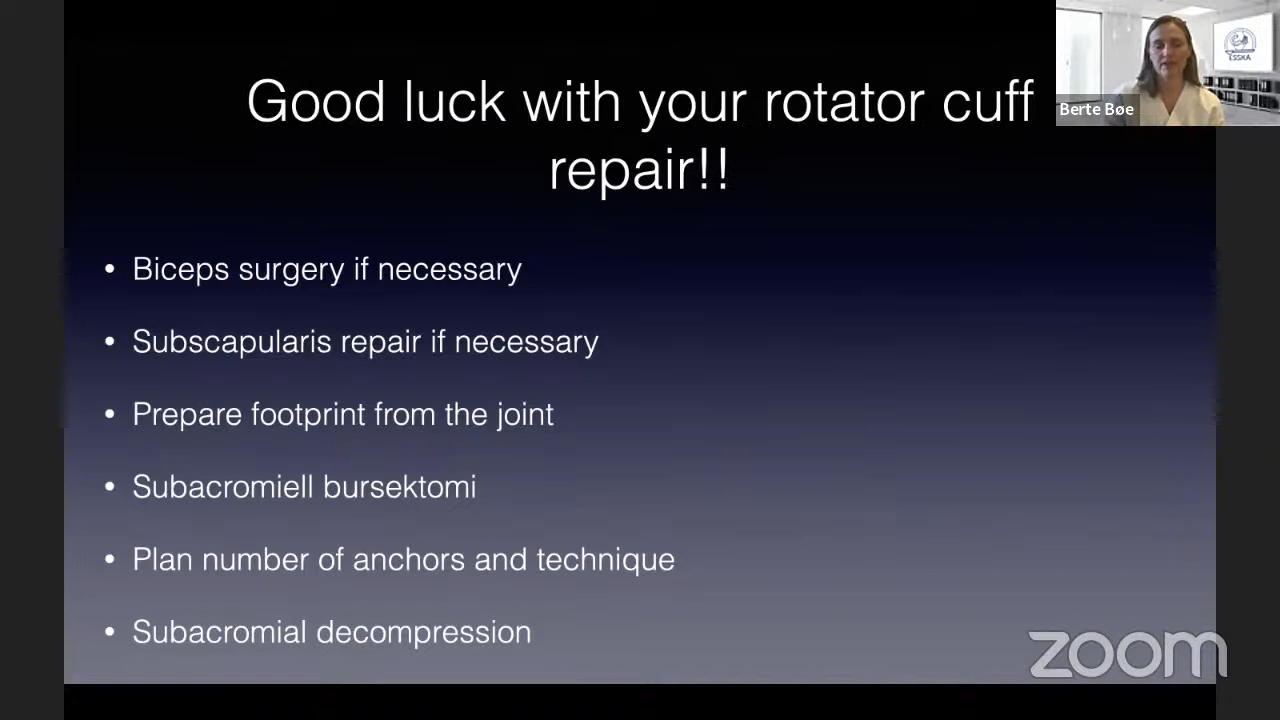 Good luck with your rotator cuff
repair!!
• Biceps surgery if necessary
• Subscapularis repair if necessary
• Prepare footprint from the joint
• Subacromiell bursektomi
• Plan number of anchors and technique
• Subacromial decompression
ESSKA
Berte Bøe
zoom